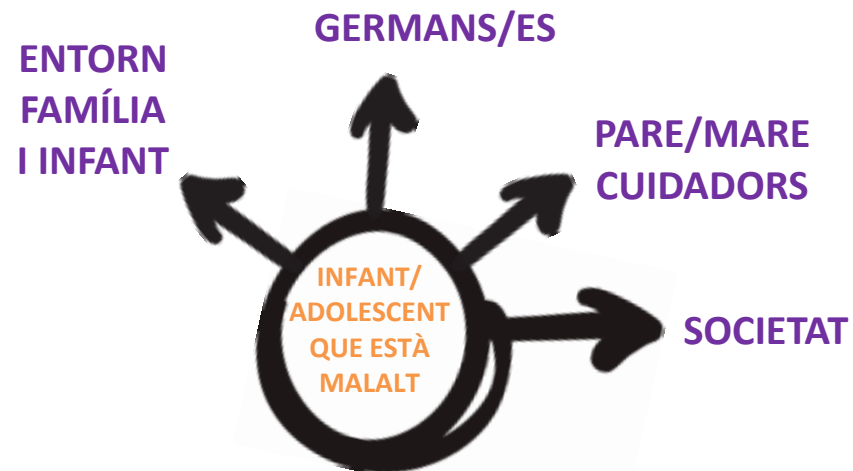 GERMANS/ES
ENTORN
FAMÍLIA
I INFANT
PARE/MARE
CUIDADORS
INFANT/
ADOLESCENT
QUE ESTÀ
MALALT
SOCIETAT